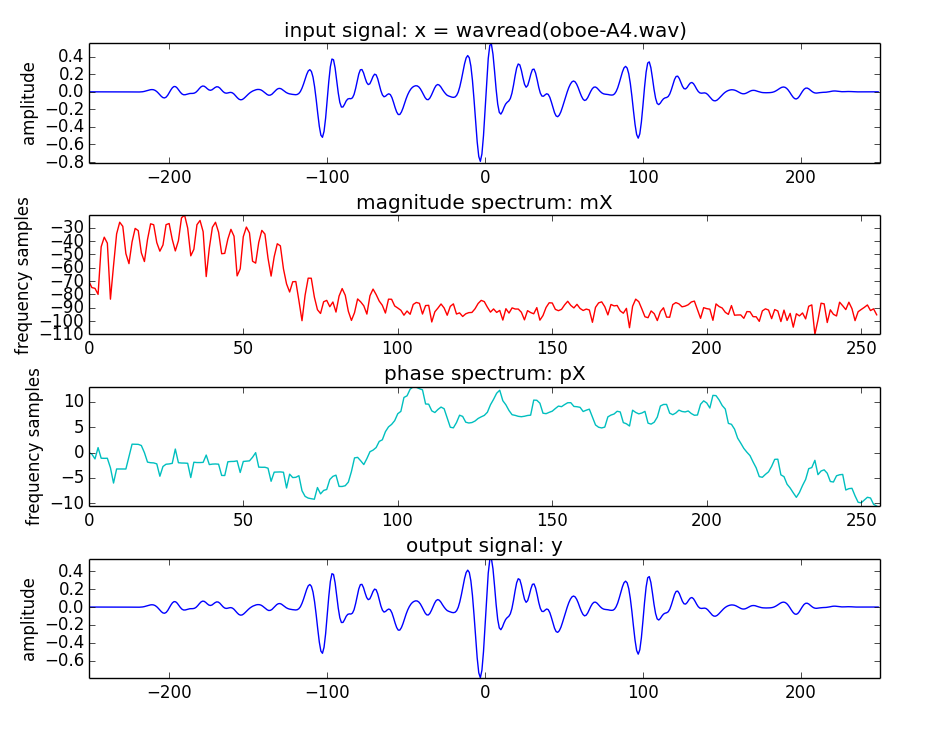 input signal: x = wavread(oboe-A4.wav)
amplitude
0.4
0.2
0.0
−0.2
−0.4
−0.6
−0.8
−200 −100 0 100 200
magnitude spectrum: mX
frequency samples
−30
−40
−50
−60
−70
−80
−90
−100
−110
0 50 100 150 200 250
phase spectrum: pX
frequency samples
10
5
0
−5
−10
0 50 100 150 200 250
output signal: y
amplitude
0.4
0.2
0.0
−0.2
−0.4
−0.6
−200 −100 0 100 200